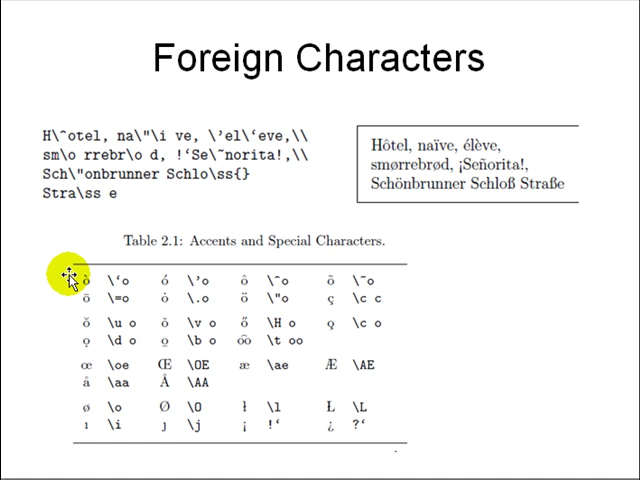 Foreign Characters
H\^otel, na\"\i ve, \'el\`eve,\\
sm\o rrebr\o d, !`Se\~norita!,\\
Sch\"onbrunner Schlo\ss{}
Stra\ss e
Hôtel, naïve, élève,
smørrebrød, ¡Señorita!,
Schönbrunner Schloß Straße
Table 2.1: Accents and Special Characters.
ò \`o ó \'o ô \^o õ \~o
ō \=o ȯ \.o ö \"o ç \c c
ŏ \u o ǒ \v o ő \H o o̧ \c o
ọ \d o o̱ \b o o͡o \t oo
œ \oe Œ \OE æ \ae Æ \AE
å \aa Å \AA
ø \o Ø \O ł \l Ł \L
ı \i ȷ \j ¡ !` ¿ ?`